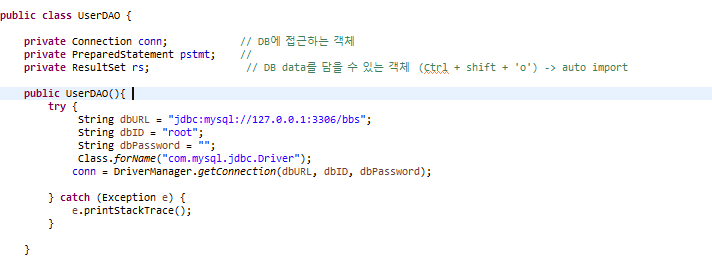 public class UserDAO {
private Connection conn; // DB에 접근하는 객체
private PreparedStatement pstmt; //
private ResultSet rs; // DB data를 담을 수 있는 객체 (Ctrl + shift + 'o') -> auto import
public UserDAO(){
try {
String dbURL = "jdbc:mysql://127.0.0.1:3306/bbs";
String dbID = "root";
String dbPassword = "";
Class.forName("com.mysql.jdbc.Driver");
conn = DriverManager.getConnection(dbURL, dbID, dbPassword);
} catch (Exception e) {
e.printStackTrace();
}
}